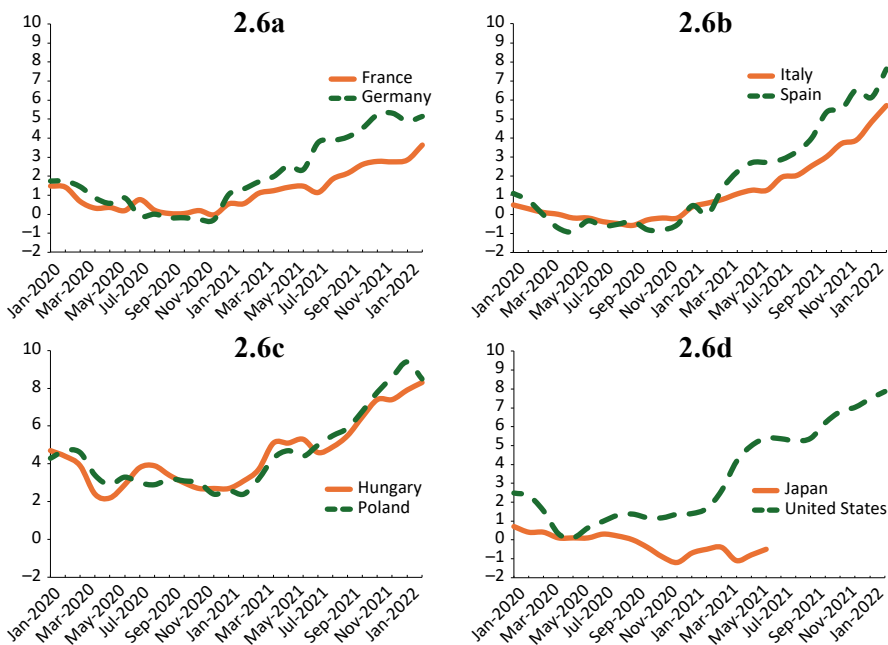 2.6a
10
9
8
7
6
5
4
3
2
1
0
−1
−2
France
Germany
Jan-2020
Mar-2020
May-2020
Jul-2020
Sep-2020
Nov-2020
Jan-2021
Mar-2021
May-2021
Jul-2021
Sep-2021
Nov-2021
Jan-2022
2.6b
10
9
8
7
6
5
4
3
2
1
0
−1
−2
Italy
Spain
Jan-2020
Mar-2020
May-2020
Jul-2020
Sep-2020
Nov-2020
Jan-2021
Mar-2021
May-2021
Jul-2021
Sep-2021
Nov-2021
Jan-2022
2.6c
10
8
6
4
2
0
−2
Hungary
Poland
Jan-2020
Mar-2020
May-2020
Jul-2020
Sep-2020
Nov-2020
Jan-2021
Mar-2021
May-2021
Jul-2021
Sep-2021
Nov-2021
Jan-2022
2.6d
10
9
8
7
6
5
4
3
2
1
0
−1
−2
Japan
United States
Jan-2020
Mar-2020
May-2020
Jul-2020
Sep-2020
Nov-2020
Jan-2021
Mar-2021
May-2021
Jul-2021
Sep-2021
Nov-2021
Jan-2022